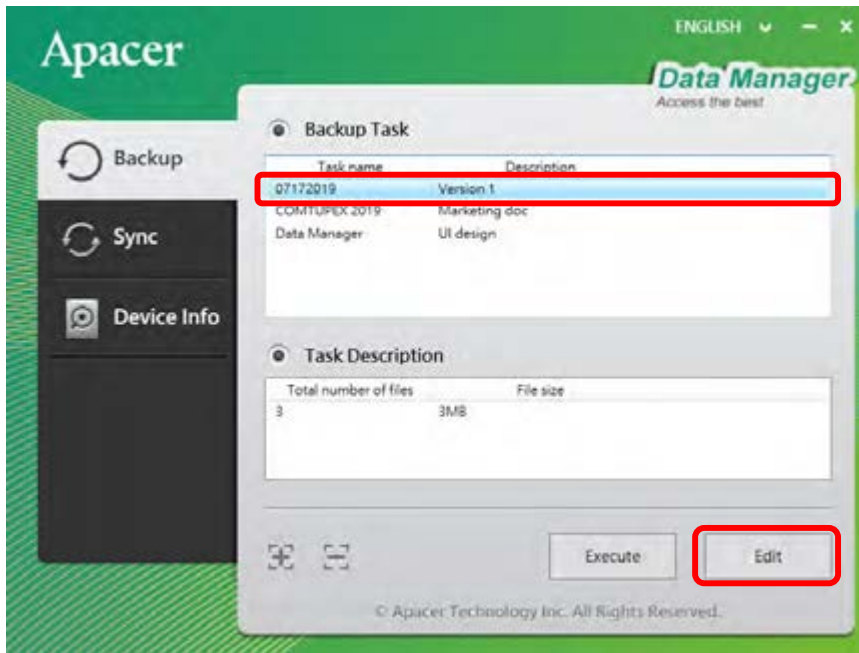 ENGLISH
Apacer
Data Manager
Access the best
Backup
Sync
Device Info
Backup Task
Task name Description
07172019 Version 1
COMTUPEX 2019 Marketing doc
Data Manager UI design
Task Description
Total number of files File size
3 3MB
Execute Edit
© Apacer Technology Inc. All Rights Reserved.